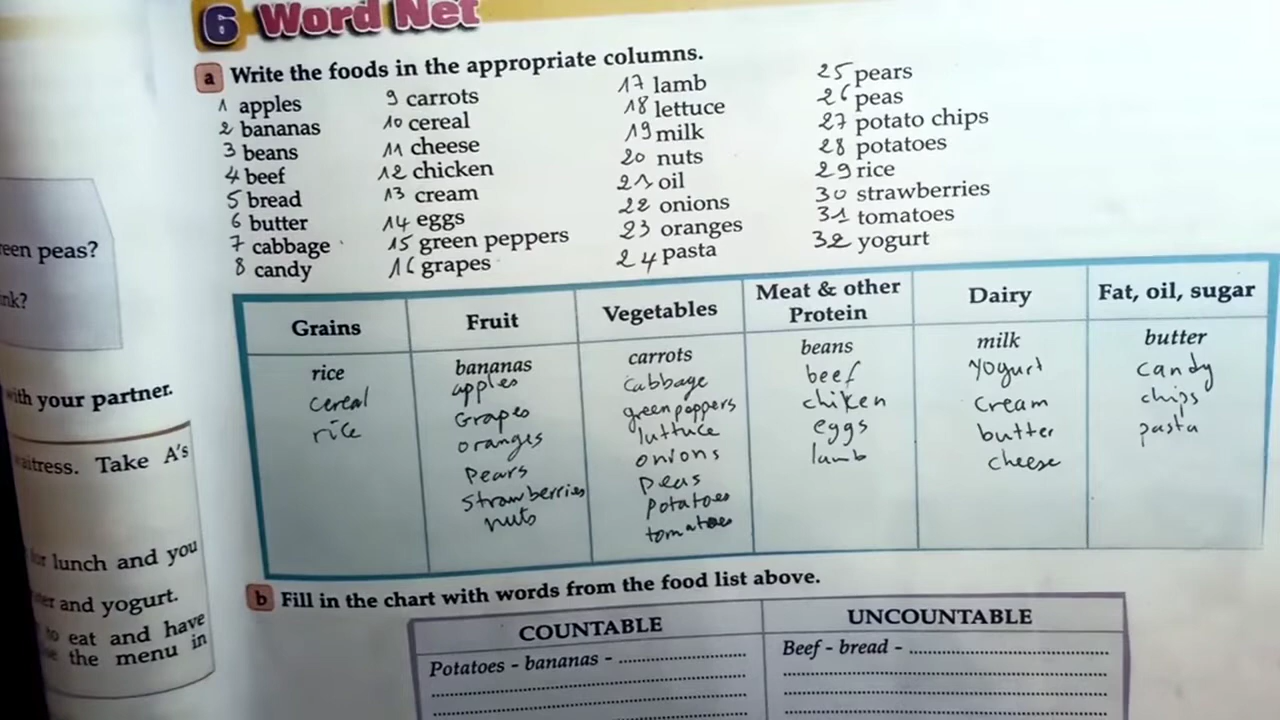 6 Word Net
a Write the foods in the appropriate columns.
1 apples
2 bananas
3 beans
4 beef
5 bread
6 butter
7 cabbage
8 candy
9 carrots
10 cereal
11 cheese
12 chicken
13 cream
14 eggs
15 green peppers
16 grapes
17 lamb
18 lettuce
19 milk
20 nuts
21 oil
22 onions
23 oranges
24 pasta
25 pears
26 peas
27 potato chips
28 potatoes
29 rice
30 strawberries
31 tomatoes
32 yogurt
Grains
rice
cereal
rice
Fruit
bananas
apples
Grapes
oranges
Pears
Strawberries
nuts
Vegetables
carrots
cabbage
green peppers
luttuce
onions
peas
potatoes
tomatoes
Meat & other
Protein
beans
beef
chiken
eggs
lamb
Dairy
milk
Yogurt
cream
butter
cheese
Fat, oil, sugar
butter
candy
chips
pasta
b Fill in the chart with words from the food list above.
COUNTABLE
Potatoes - bananas - ....................
UNCOUNTABLE
Beef - bread - ....................
een peas?
nk?
with your partner.
waitress. Take A's
for lunch and you
and yogurt.
to eat and have
the menu in